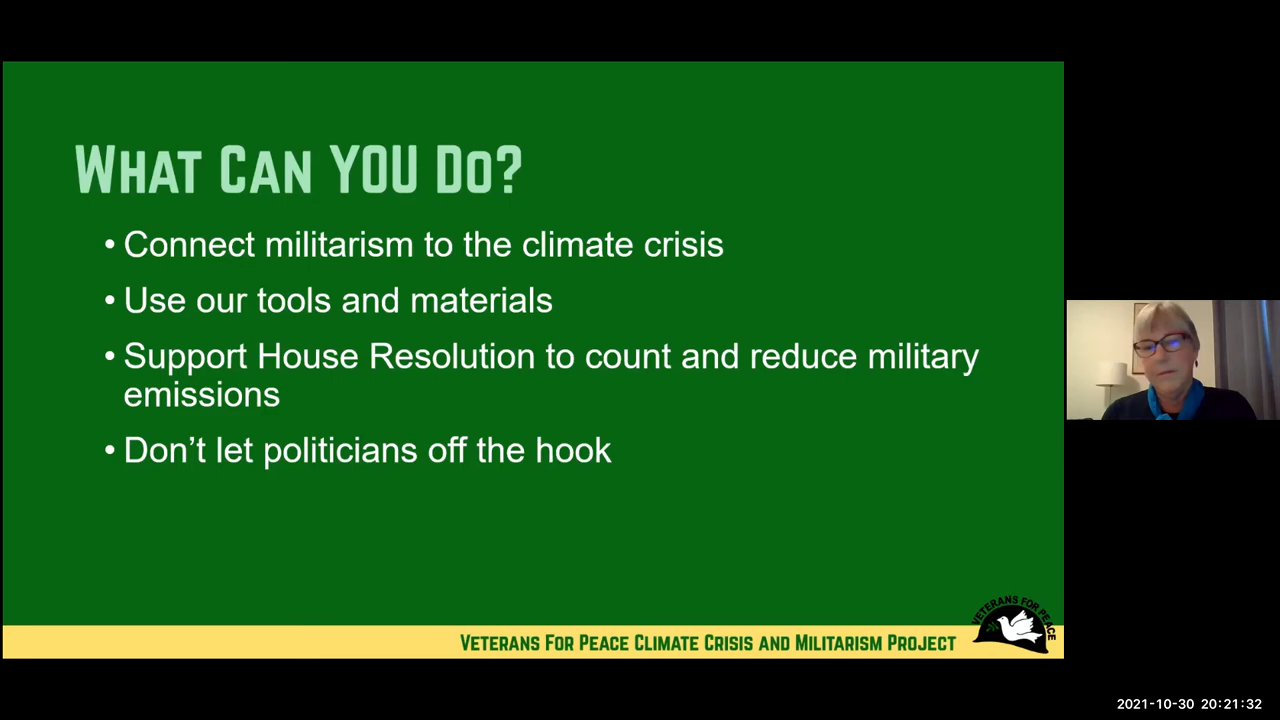 WHAT CAN YOU DO?
• Connect militarism to the climate crisis
• Use our tools and materials
• Support House Resolution to count and reduce military
emissions
• Don’t let politicians off the hook
VETERANS FOR PEACE
VETERANS FOR PEACE CLIMATE CRISIS AND MILITARISM PROJECT
2021-10-30 20:21:32